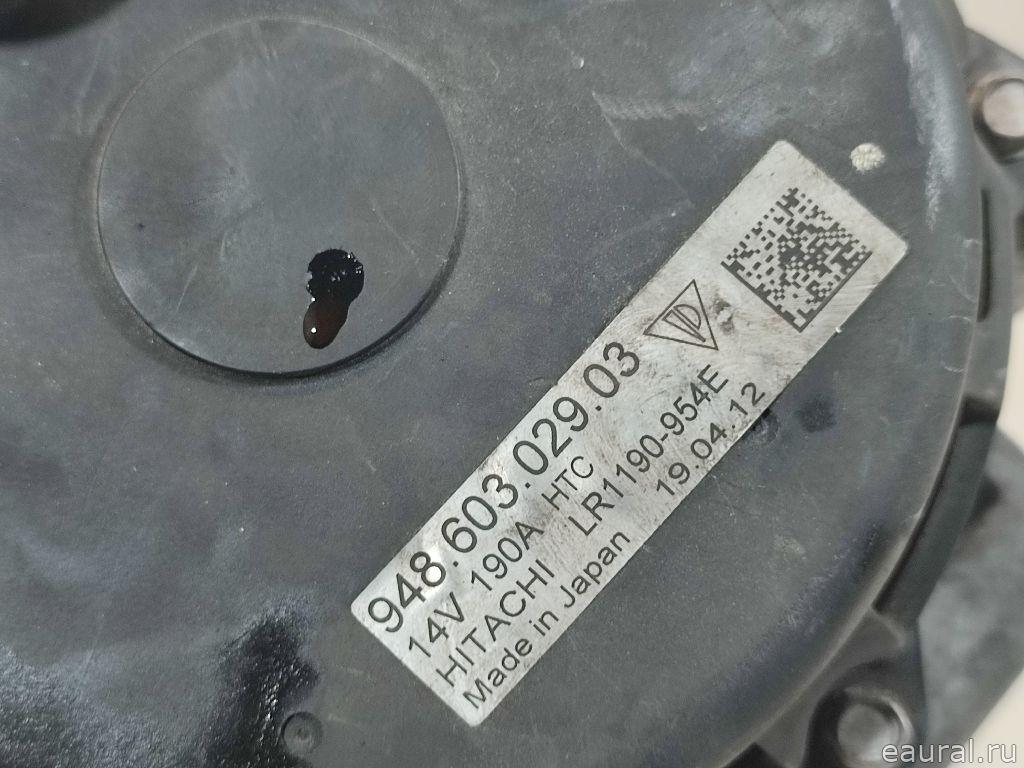 948.603.029.03
14V 190A HTC
HITACHI LR1190-954E
Made in Japan 19.04.12
eaural.ru